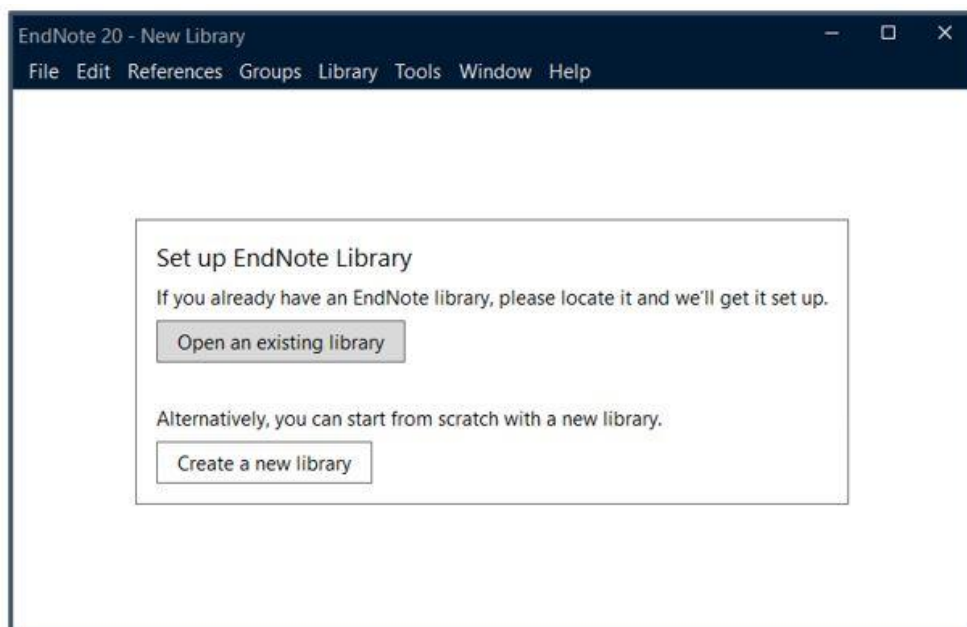 EndNote 20 - New Library
File Edit References Groups Library Tools Window Help
Set up EndNote Library
If you already have an EndNote library, please locate it and we'll get it set up.
Open an existing library
Alternatively, you can start from scratch with a new library.
Create a new library